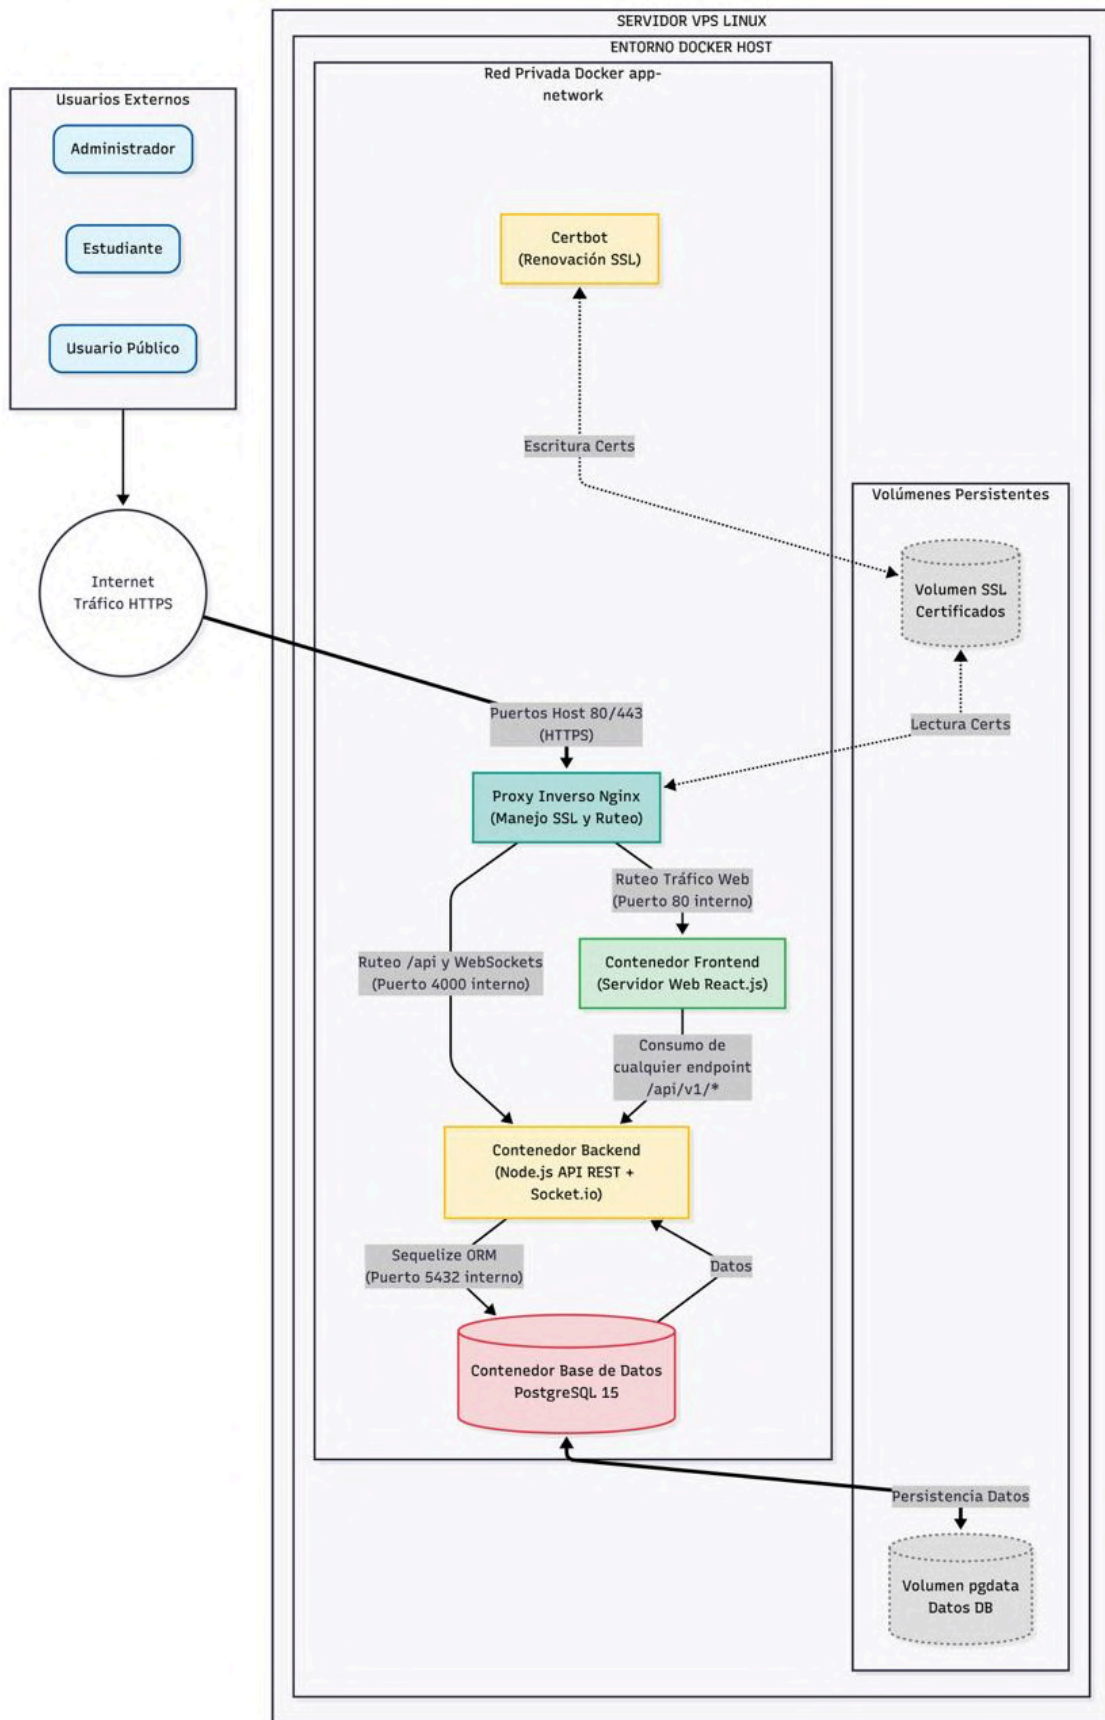 SERVIDOR VPS LINUX
ENTORNO DOCKER HOST
Red Privada Docker app-
network
Usuarios Externos
Administrador
Estudiante
Usuario Público
Certbot
(Renovación SSL)
Escritura Certs
Volúmenes Persistentes
Volumen SSL
Certificados
Internet
Tráfico HTTPS
Puertos Host 80/443
(HTTPS)
Lectura Certs
Proxy Inverso Nginx
(Manejo SSL y Ruteo)
Ruteo Tráfico Web
(Puerto 80 interno)
Ruteo /api y WebSockets
(Puerto 4000 interno)
Contenedor Frontend
(Servidor Web React.js)
Consumo de
cualquier endpoint
/api/v1/*
Contenedor Backend
(Node.js API REST +
Socket.io)
Sequelize ORM
(Puerto 5432 interno)
Datos
Contenedor Base de Datos
PostgreSQL 15
Persistencia Datos
Volumen pgdata
Datos DB